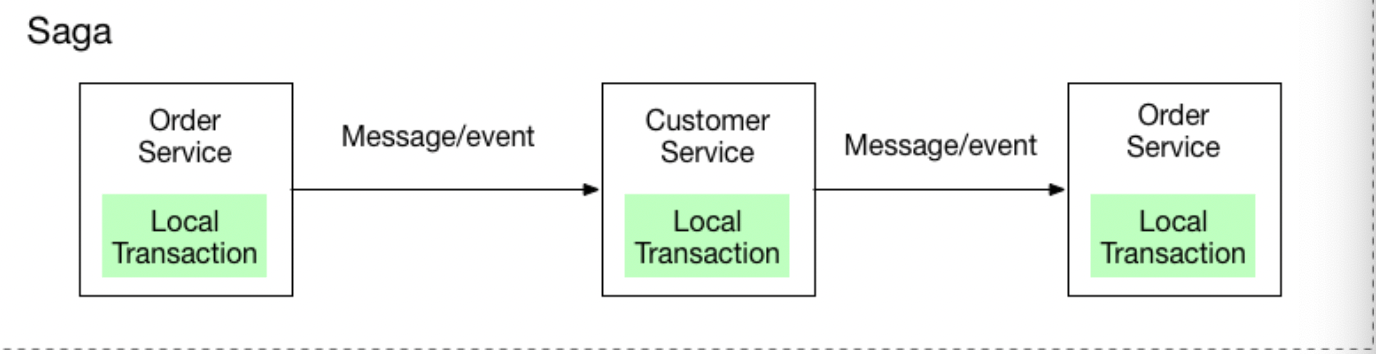 Saga
Order
Service
Local
Transaction
Message/event
Customer
Service
Local
Transaction
Message/event
Order
Service
Local
Transaction